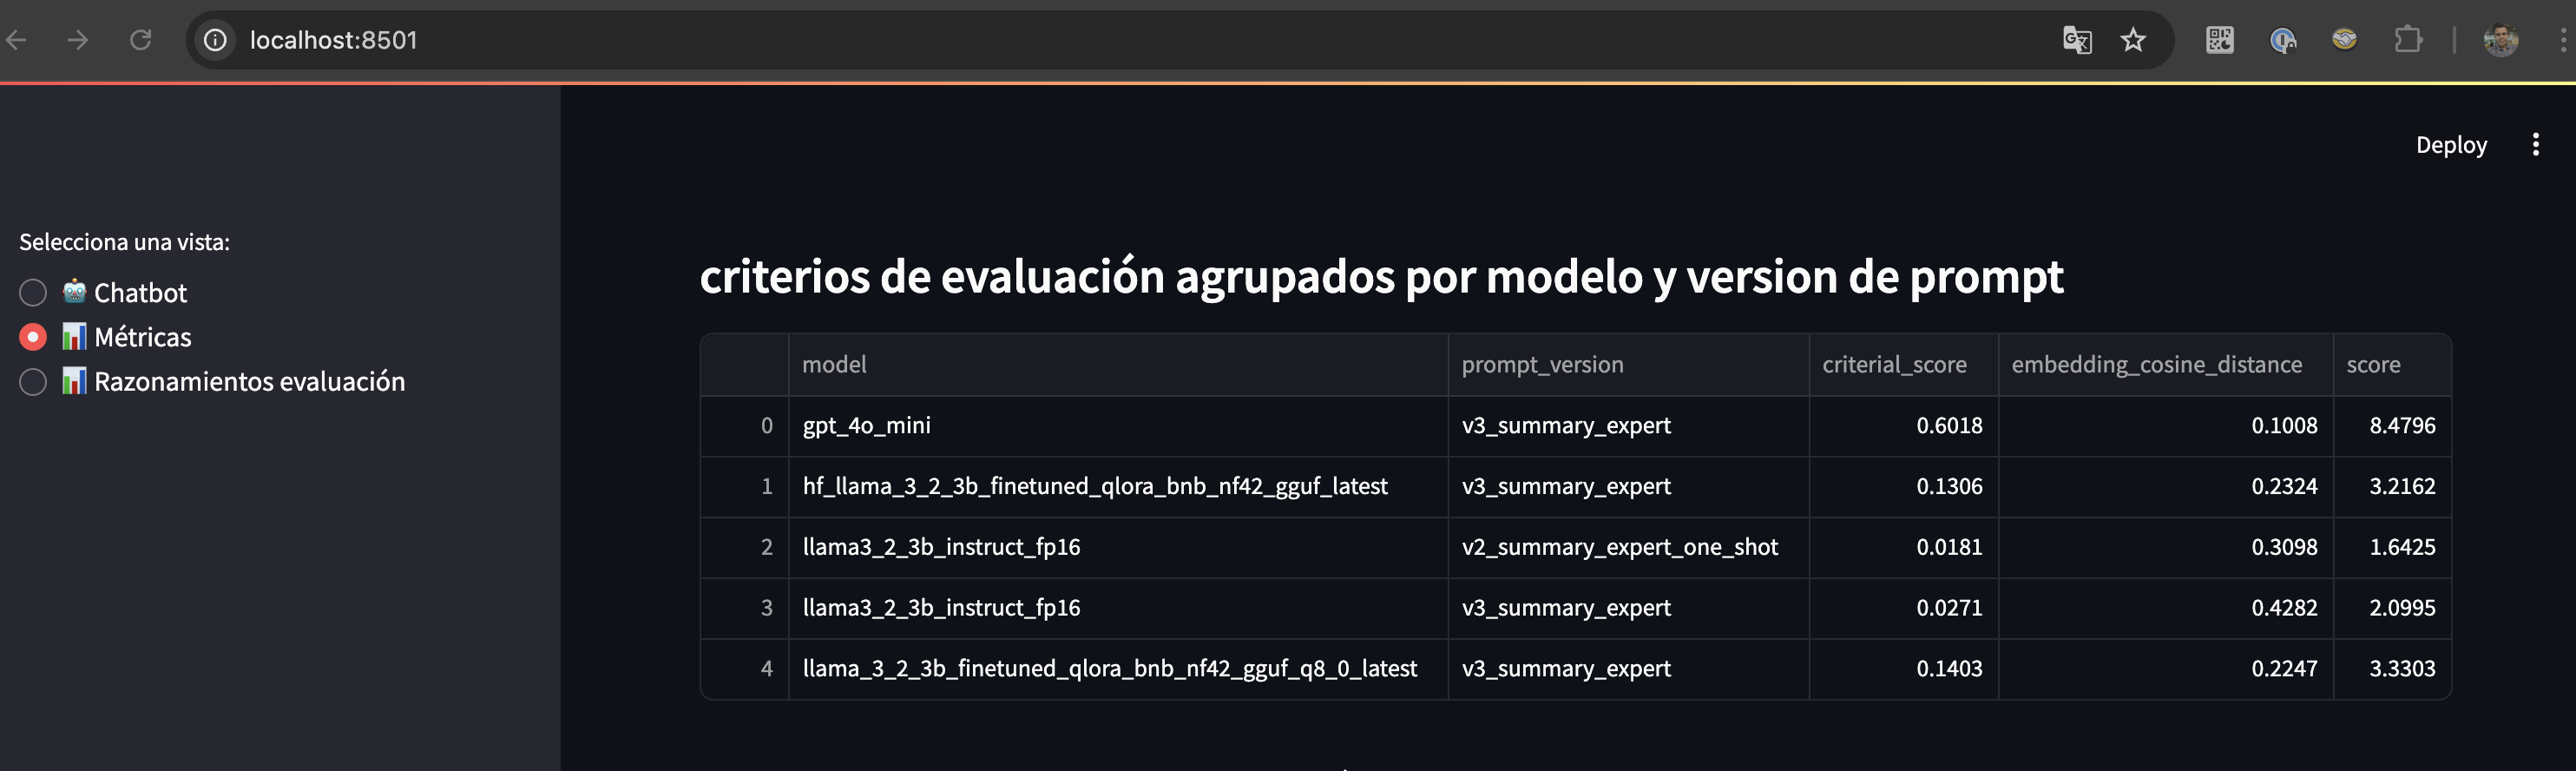 localhost:8501
Deploy
Selecciona una vista:
🤖 Chatbot
📊 Métricas
📊 Razonamientos evaluación
criterios de evaluación agrupados por modelo y version de prompt
model prompt_version criterial_score embedding_cosine_distance score
0 gpt_4o_mini v3_summary_expert 0.6018 0.1008 8.4796
1 hf_llama_3_2_3b_finetuned_qlora_bnb_nf42_gguf_latest v3_summary_expert 0.1306 0.2324 3.2162
2 llama3_2_3b_instruct_fp16 v2_summary_expert_one_shot 0.0181 0.3098 1.6425
3 llama3_2_3b_instruct_fp16 v3_summary_expert 0.0271 0.4282 2.0995
4 llama_3_2_3b_finetuned_qlora_bnb_nf42_gguf_q8_0_latest v3_summary_expert 0.1403 0.2247 3.3303